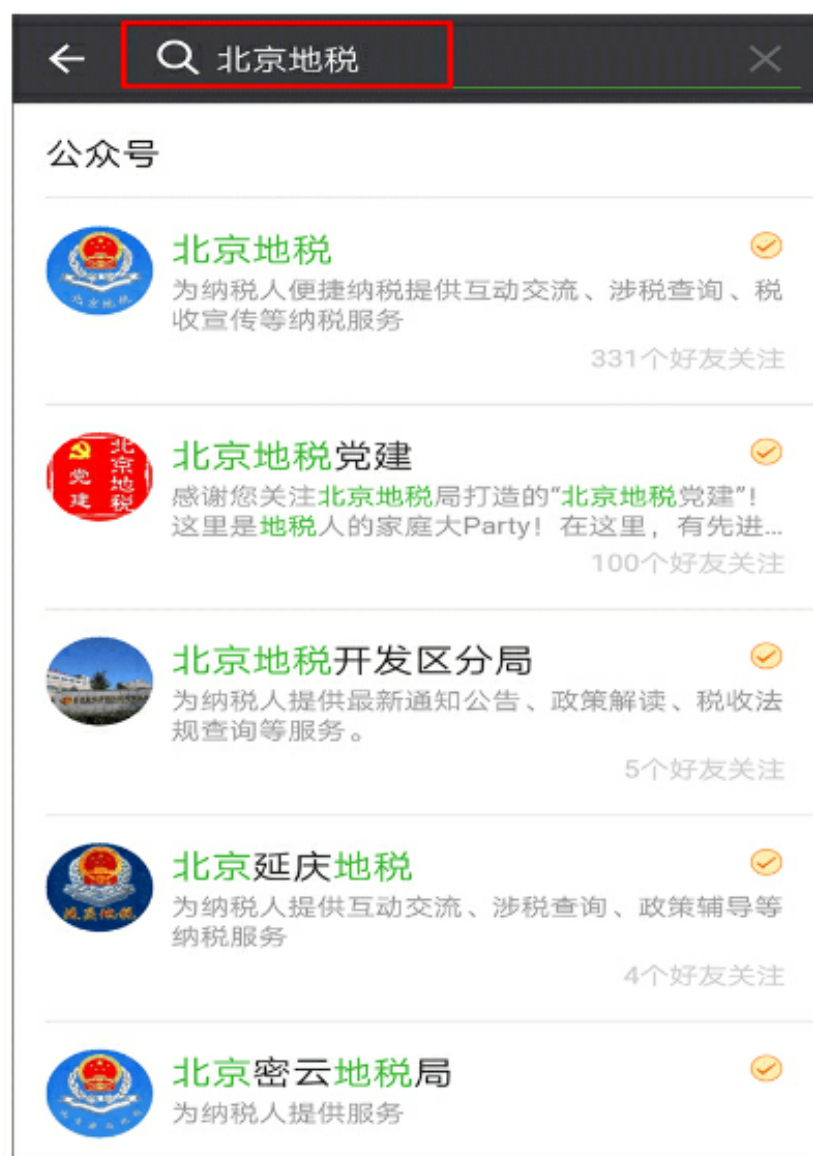 北京地税
公众号
北京地税
为纳税人便捷纳税提供互动交流、涉税查询、税
收宣传等纳税服务
331个好友关注
北京地税
党建
北京地税党建
感谢您关注北京地税局打造的“北京地税党建”!
这里是地税人的家庭大Party!在这里,有先进...
100个好友关注
北京地税开发区分局
为纳税人提供最新通知公告、政策解读、税收法
规查询等服务。
5个好友关注
北京延庆地税
为纳税人提供互动交流、涉税查询、政策辅导等
纳税服务
4个好友关注
北京密云地税局
为纳税人提供服务